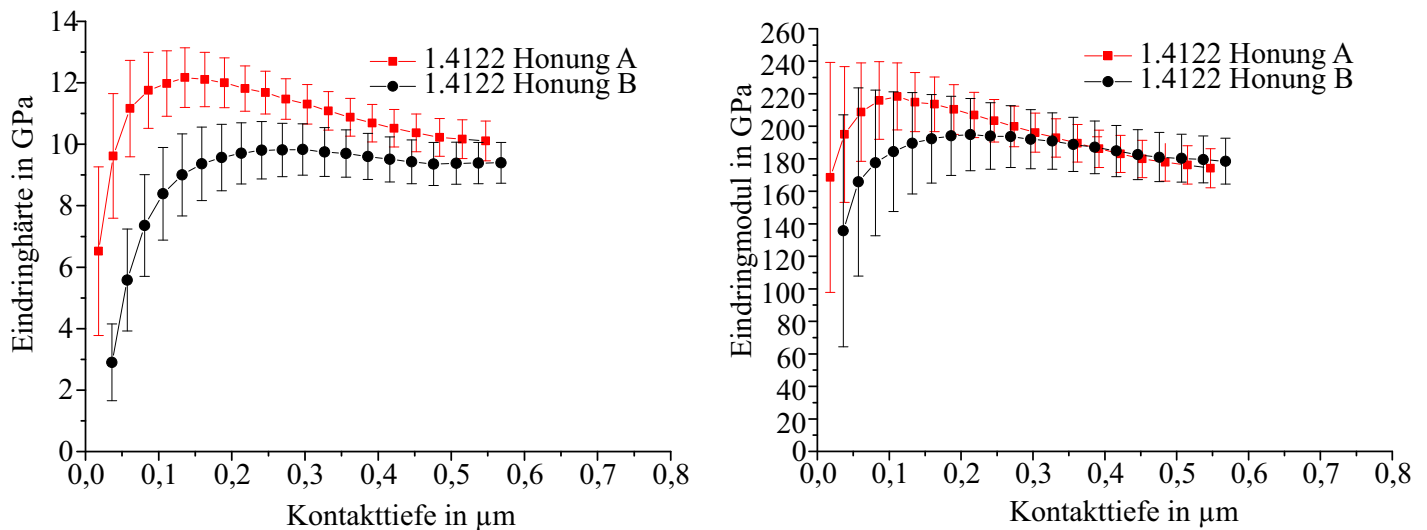 Eindringhärte in GPa
14
12
10
8
6
4
2
0
0,0 0,1 0,2 0,3 0,4 0,5 0,6 0,7 0,8
Kontakttiefe in µm
1.4122 Honung A
1.4122 Honung B
Eindringmodul in GPa
260
240
220
200
180
160
140
120
100
80
60
40
20
0
0,0 0,1 0,2 0,3 0,4 0,5 0,6 0,7 0,8
Kontakttiefe in µm
1.4122 Honung A
1.4122 Honung B